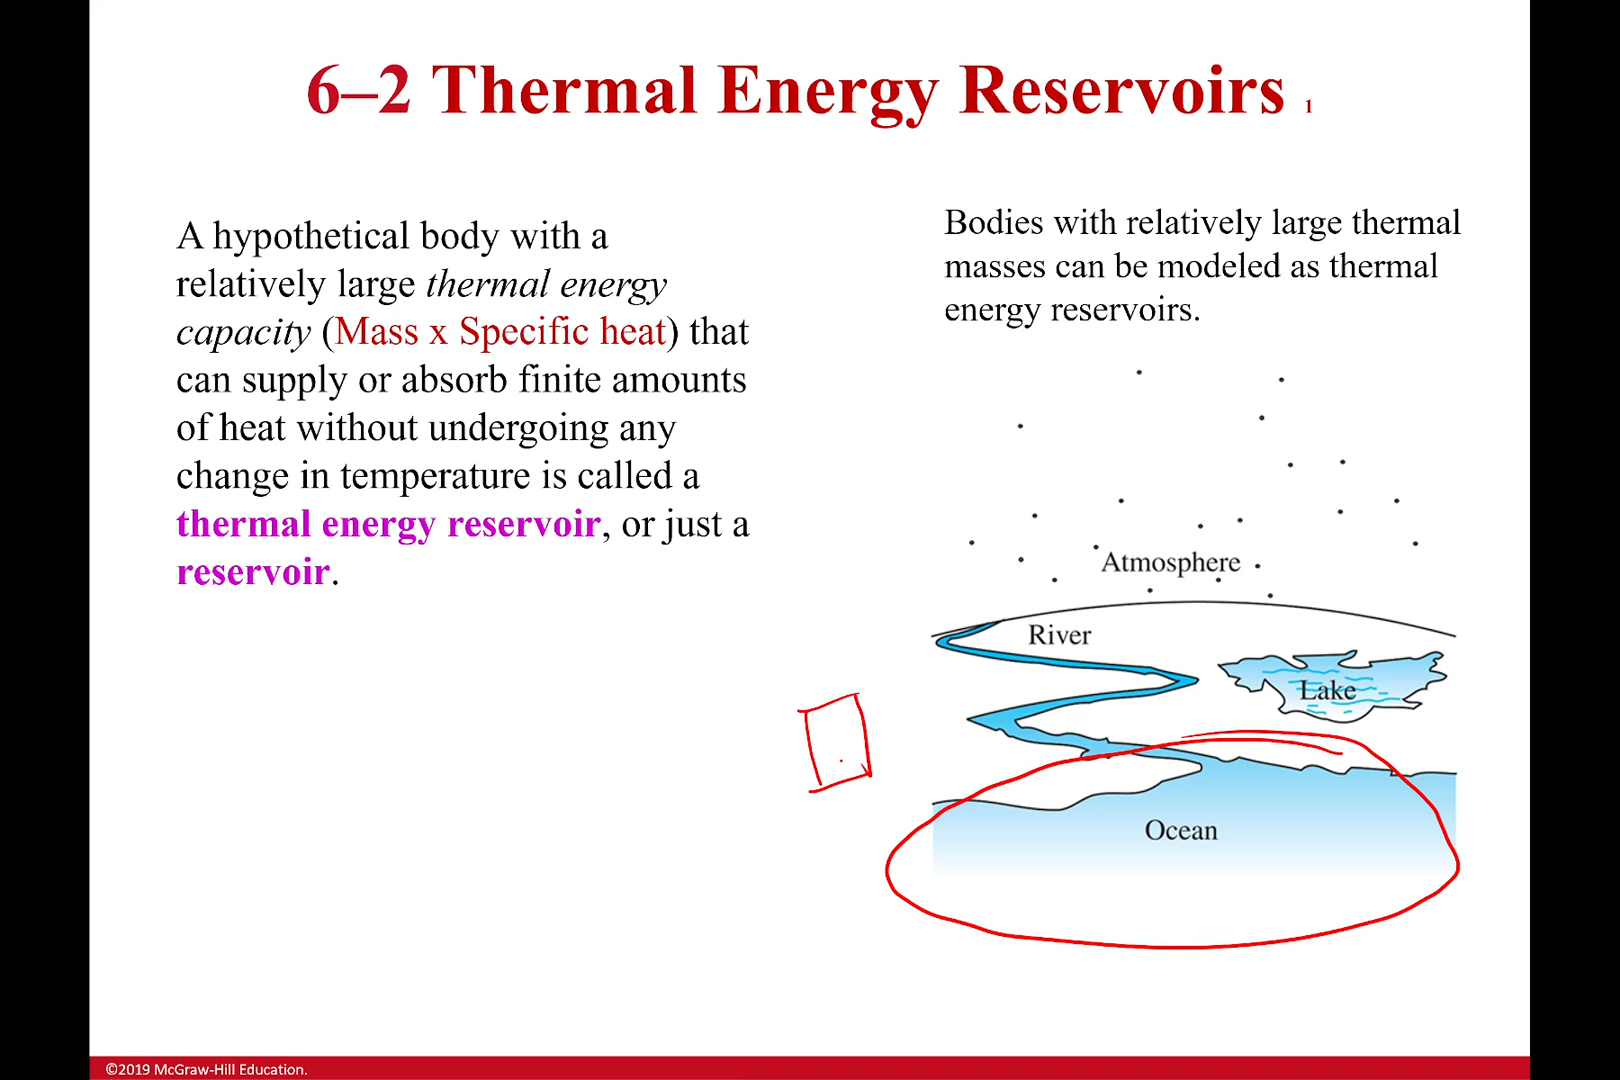 6–2 Thermal Energy Reservoirs 1
A hypothetical body with a
relatively large thermal energy
capacity (Mass x Specific heat) that
can supply or absorb finite amounts
of heat without undergoing any
change in temperature is called a
thermal energy reservoir, or just a
reservoir.
Bodies with relatively large thermal
masses can be modeled as thermal
energy reservoirs.
Atmosphere
River
Lake
Ocean
©2019 McGraw-Hill Education.